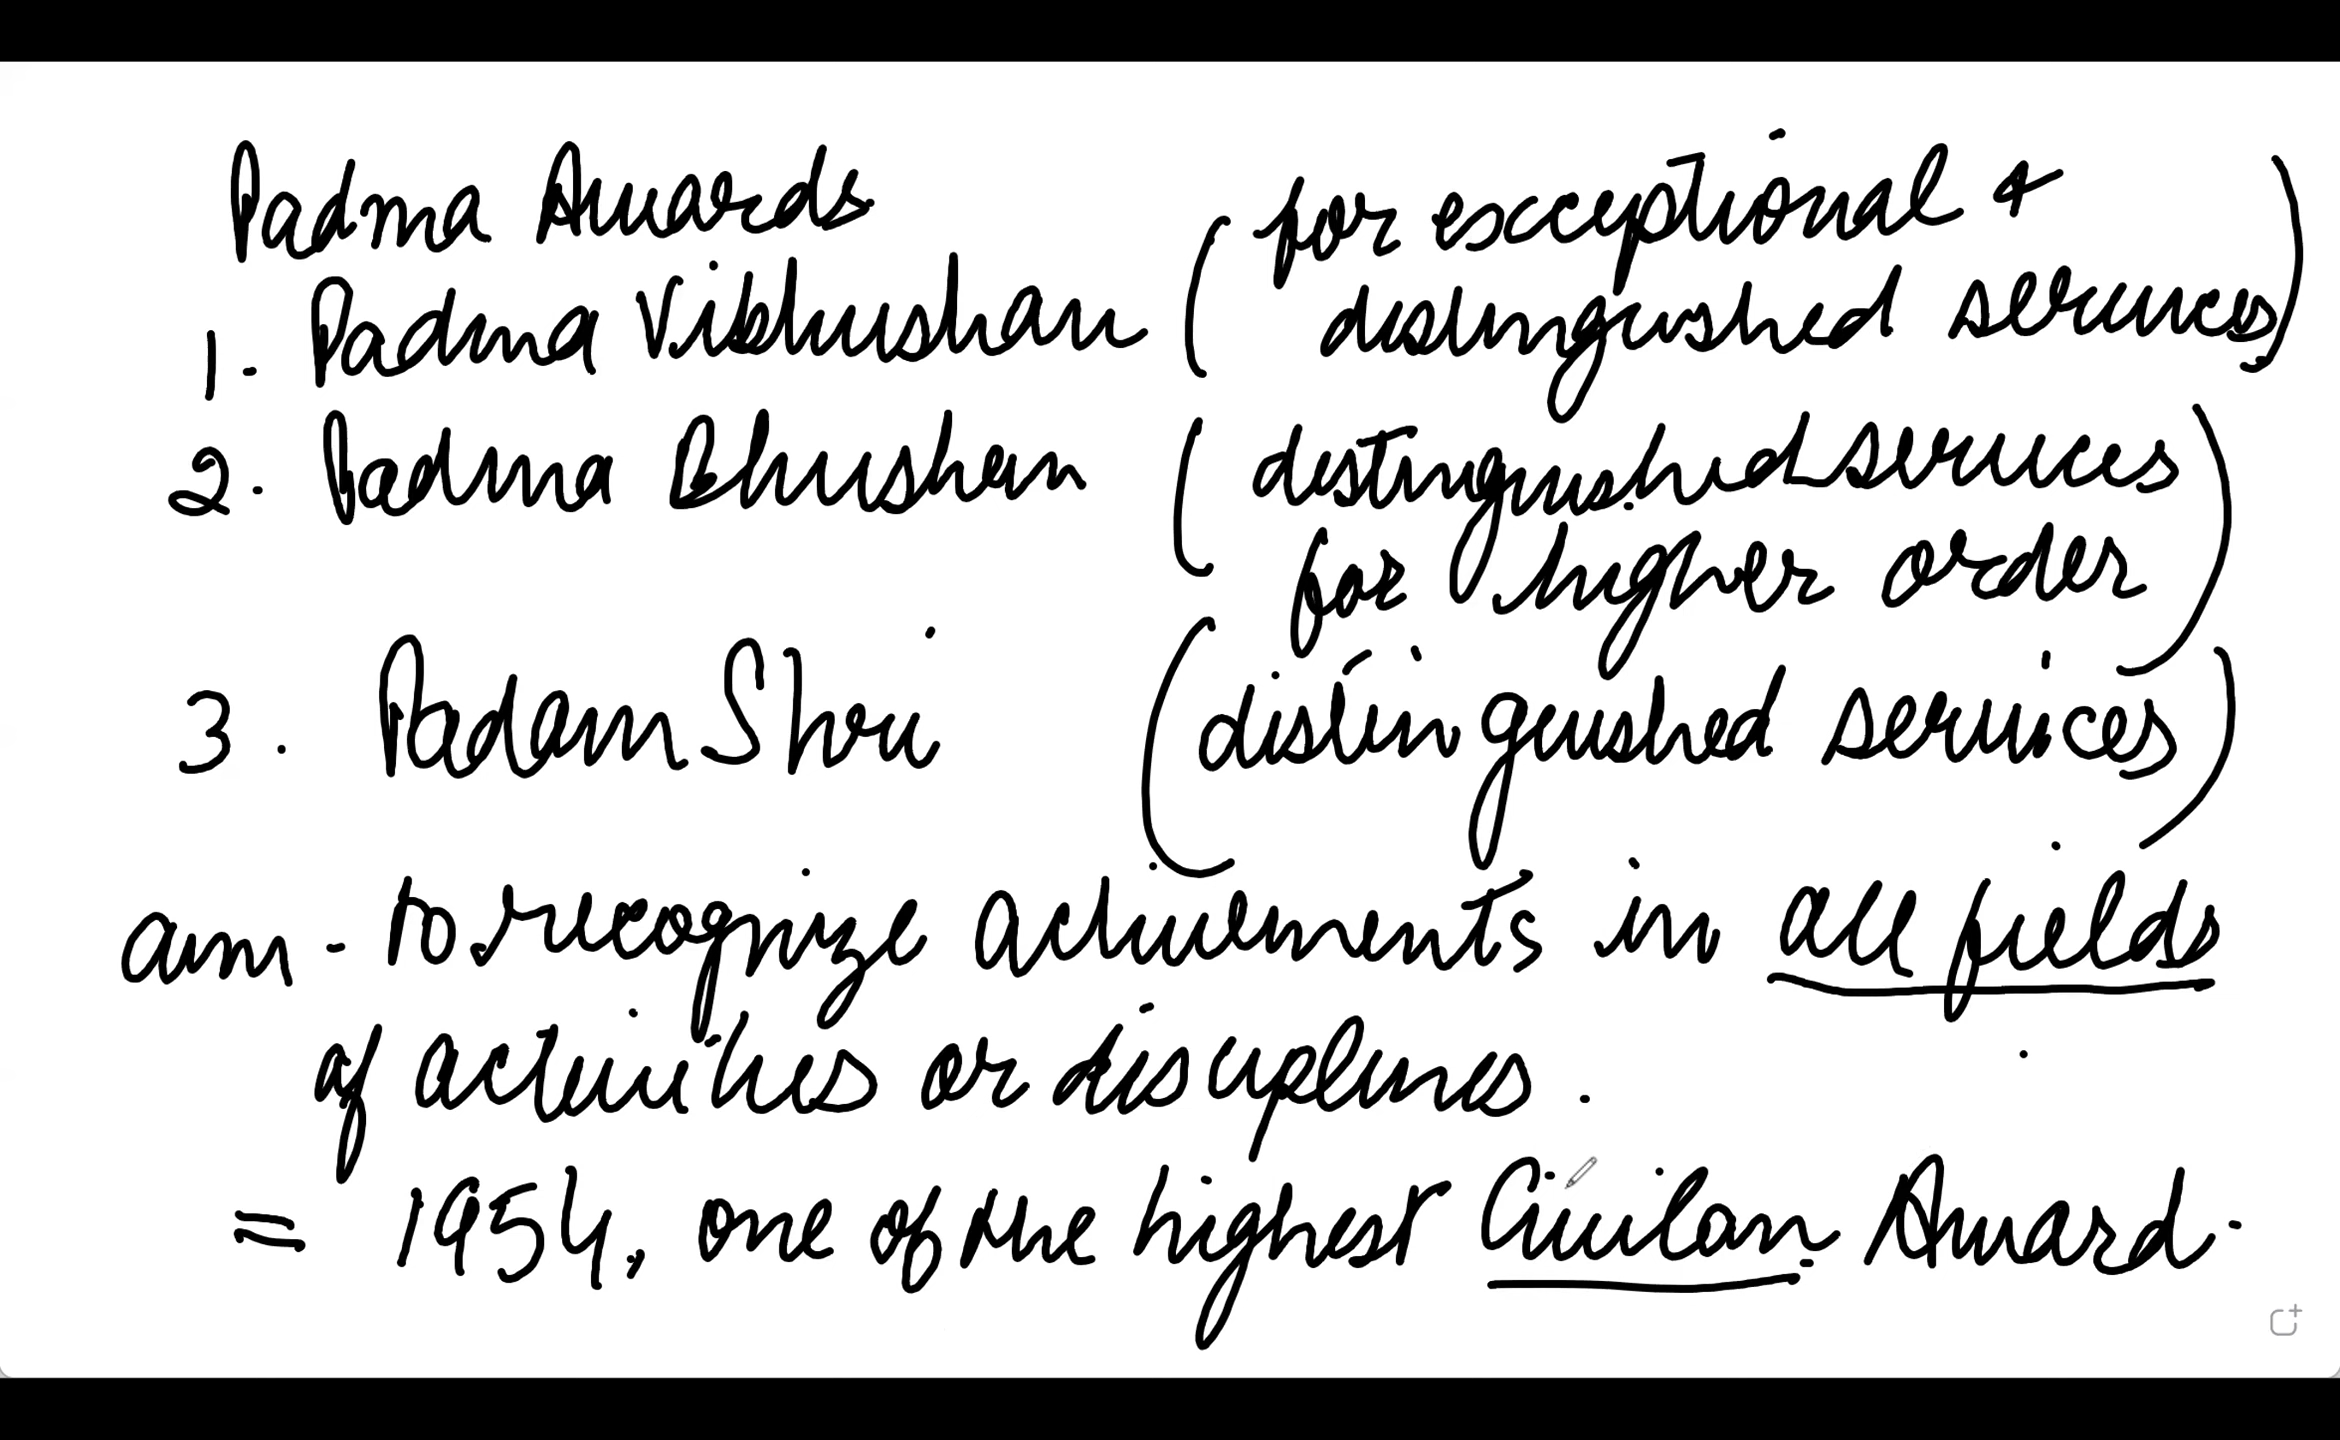 Padma Awards
1. Padma Vibhushan (for exceptional & distinguished services)
2. Padma Bhushan (distinguished services for higher order)
3. Padam Shri (distinguished services)
aim - to recognize achievements in all fields
of activities or disciplines.
= 1954, one of the highest Civilan Award.